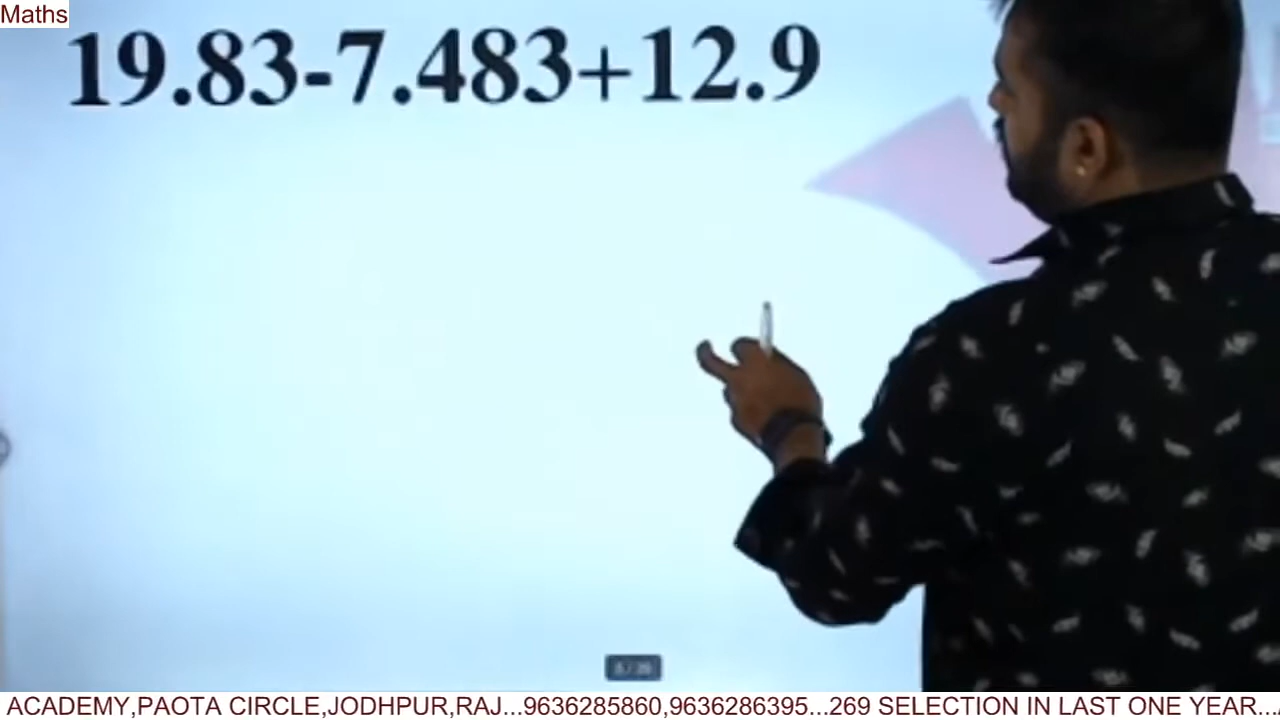 Maths
19.83-7.483+12.9
ACADEMY,PAOTA CIRCLE,JODHPUR,RAJ...9636285860,9636286395...269 SELECTION IN LAST ONE YEAR...